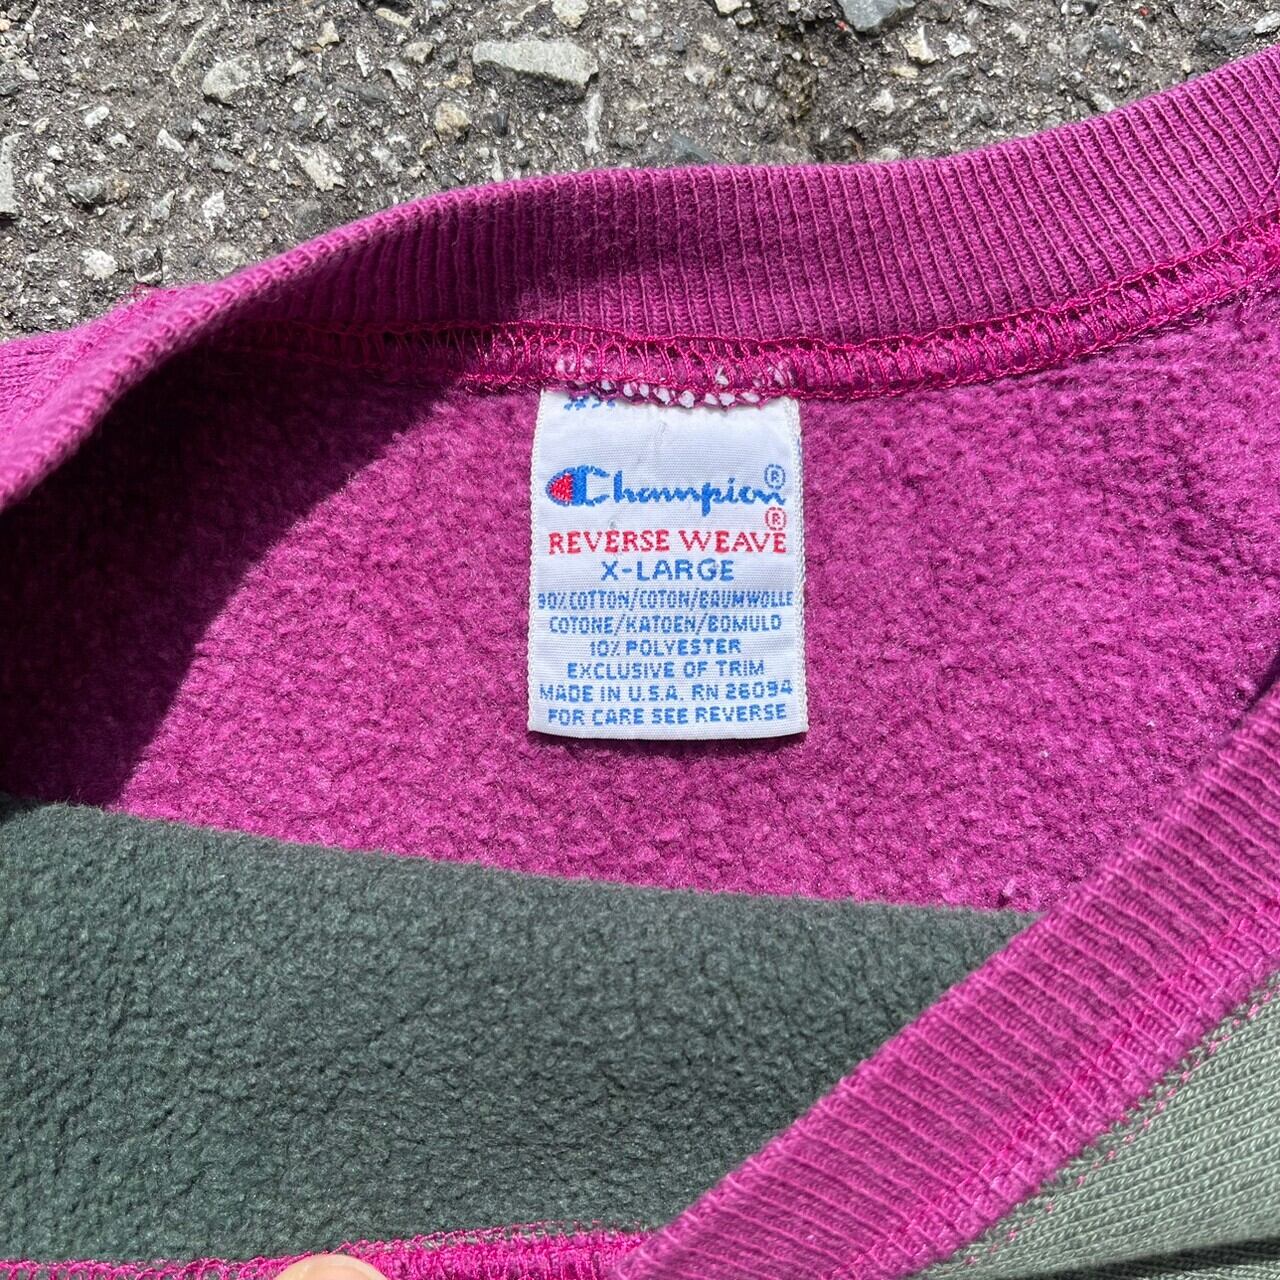 Champion®
REVERSE WEAVE®
X-LARGE
90% COTTON/COTON/BAUMWOLLE
COTONE/KATOEN/BOMULD
10% POLYESTER
EXCLUSIVE OF TRIM
MADE IN U.S.A. RN 26094
FOR CARE SEE REVERSE